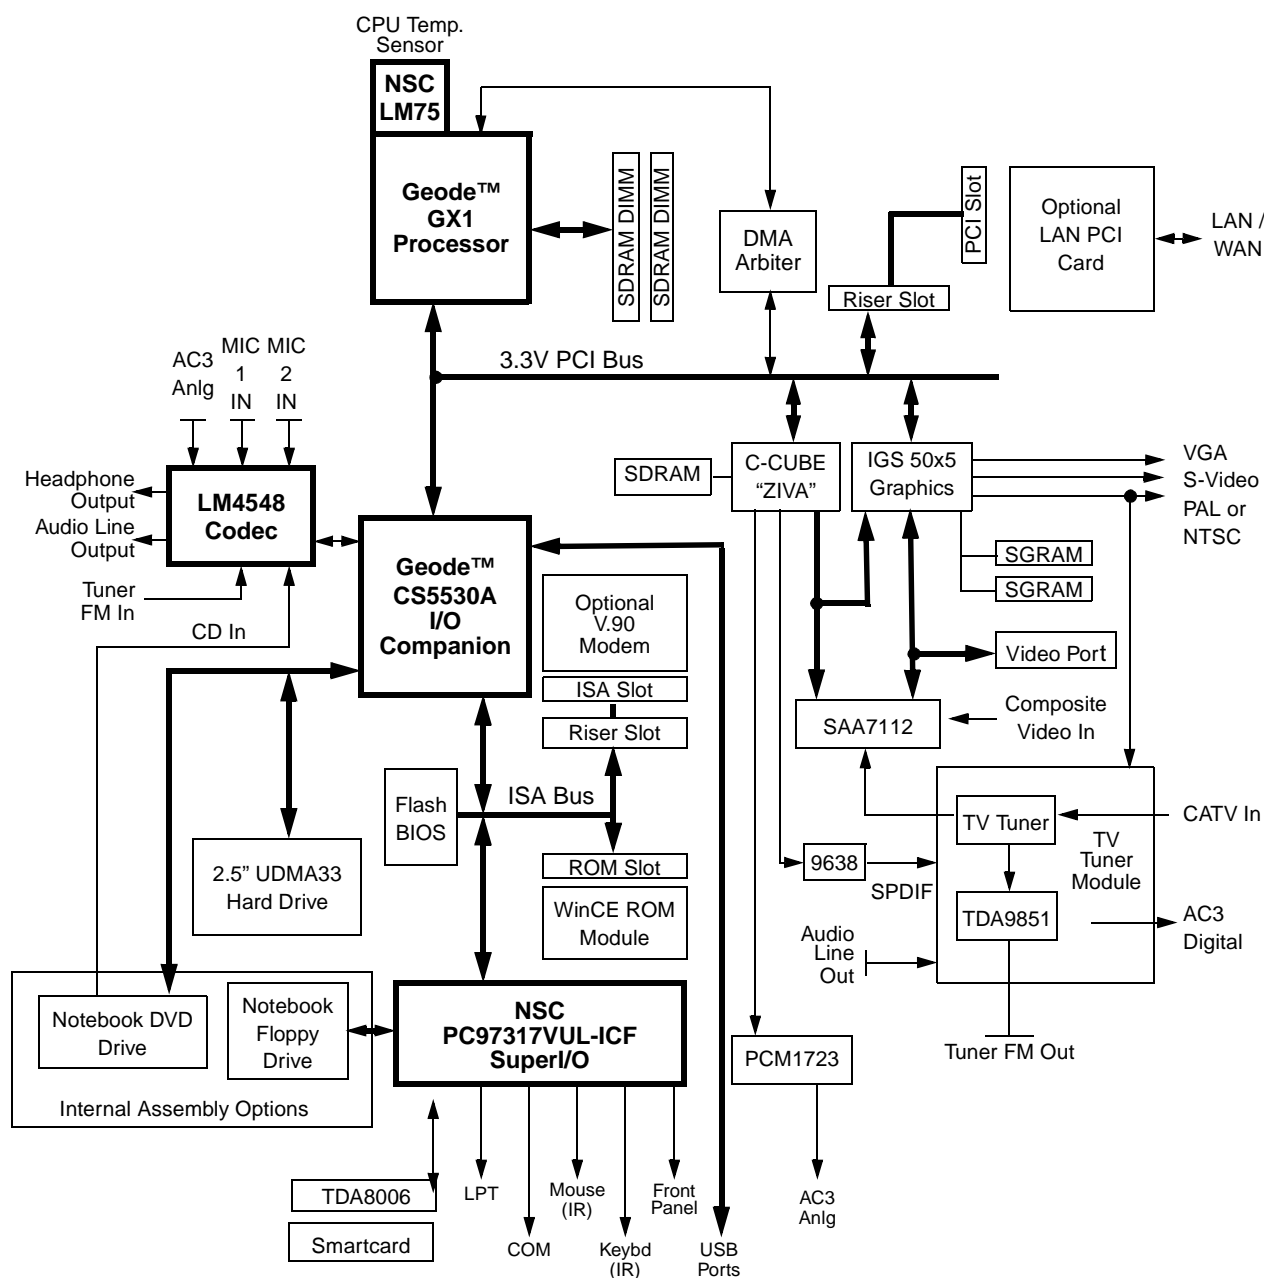 CPU Temp.
Sensor
NSC
LM75
Geode™
GX1
Processor
SDRAM DIMM
SDRAM DIMM
DMA
Arbiter
PCI Slot
Riser Slot
Optional
LAN PCI
Card
LAN /
WAN
3.3V PCI Bus
AC3
Anlg
MIC
1
IN
MIC
2
IN
Headphone
Output
Audio Line
Output
LM4548
Codec
Tuner
FM In
CD In
Geode™
CS5530A
I/O
Companion
SDRAM
C-CUBE
“ZIVA”
IGS 50x5
Graphics
VGA
S-Video
PAL or
NTSC
SGRAM
SGRAM
Video Port
Optional
V.90
Modem
ISA Slot
Riser Slot
SAA7112
Composite
Video In
Flash
BIOS
ISA Bus
ROM Slot
WinCE ROM
Module
2.5” UDMA33
Hard Drive
TV Tuner
CATV In
TV
Tuner
Module
9638
SPDIF
TDA9851
AC3
Digital
Audio
Line
Out
Tuner FM Out
Notebook DVD
Drive
Notebook
Floppy
Drive
Internal Assembly Options
NSC
PC97317VUL-ICF
SuperI/O
PCM1723
TDA8006
Smartcard
LPT
COM
Mouse
(IR)
Keybd
(IR)
Front
Panel
USB
Ports
AC3
Anlg